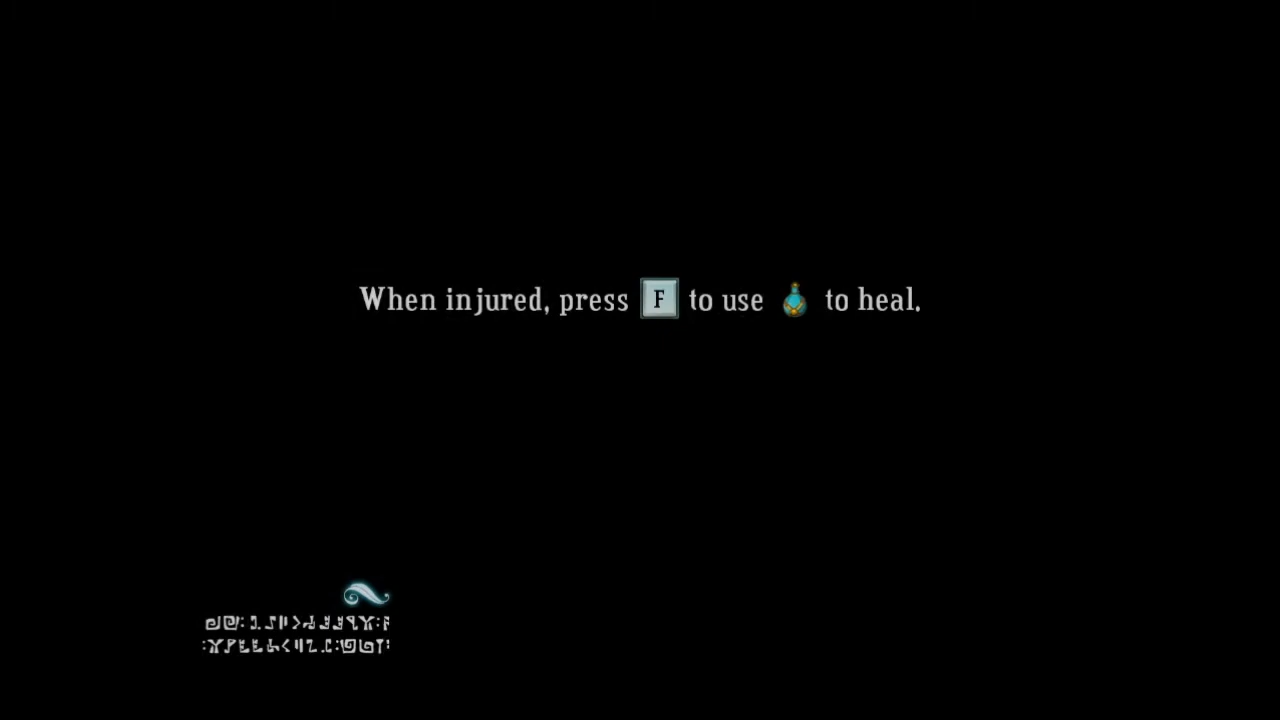 When injured, press F to use to heal.